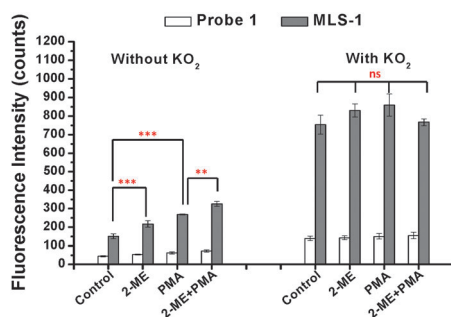 Probe 1 MLS-1
Fluorescence Intensity (counts)
1200
1100
1000
900
800
700
600
500
400
300
200
100
0
Without KO2
With KO2
ns
***
***
**
Control
2-ME
PMA
2-ME+PMA
Control
2-ME
PMA
2-ME+PMA